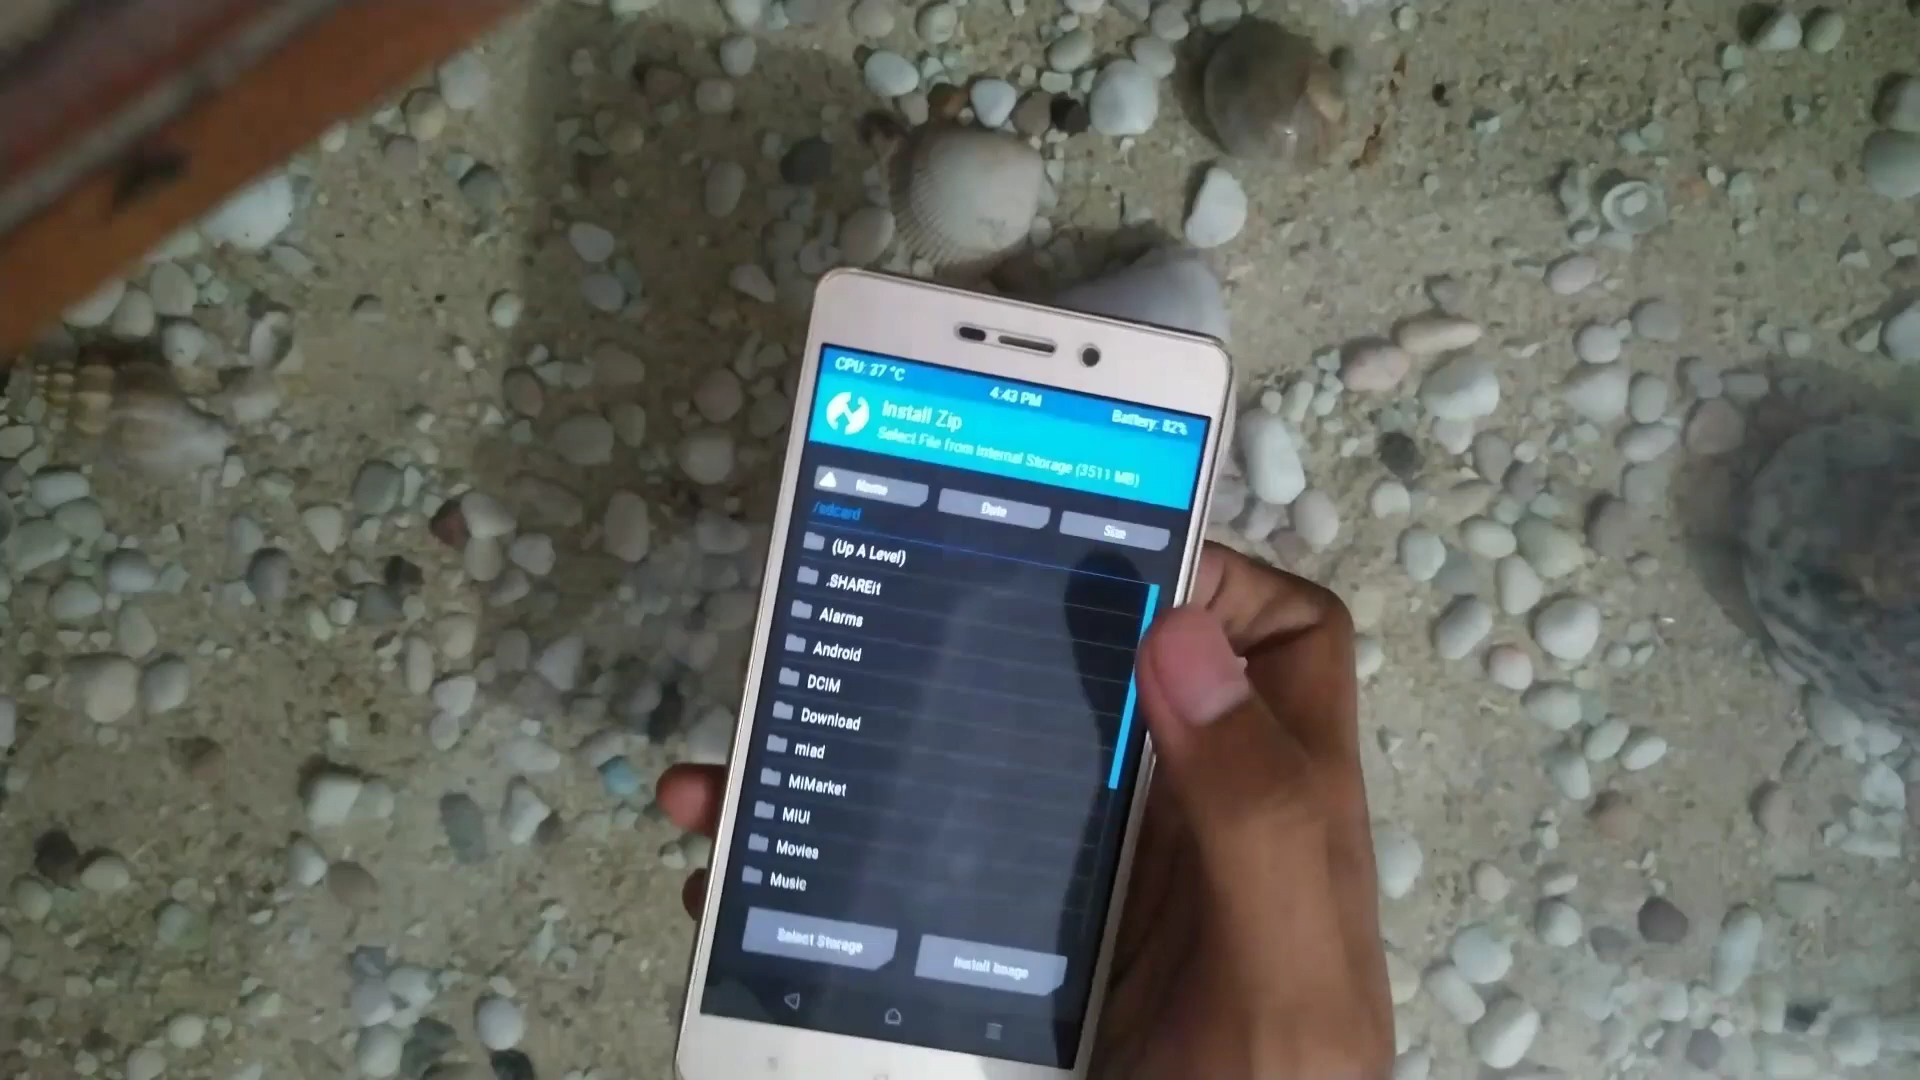 CPU: 37 °C
4:43 PM
Battery: 82%
Install Zip
Select File from Internal Storage (3511 MB)
Name
Date
Size
/sdcard
(Up A Level)
.SHAREit
Alarms
Android
DCIM
Download
miad
MiMarket
MIUI
Movies
Music
Select Storage
Install Image